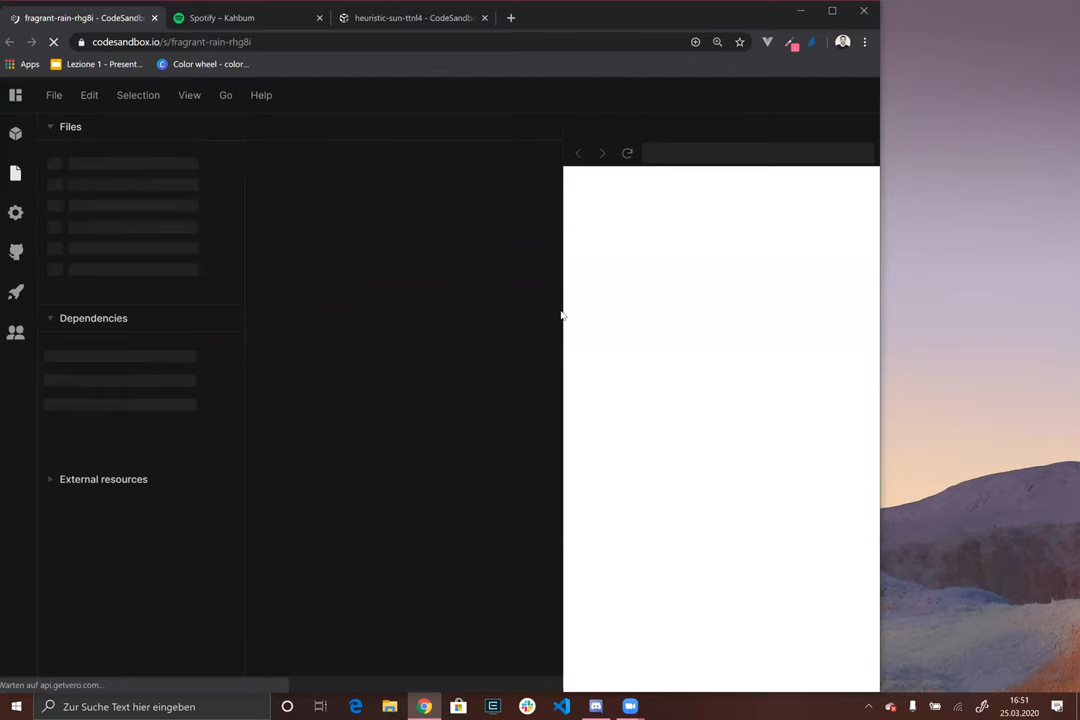 fragrant-rain-rhg8i - CodeSandb
Spotify – Kahbum
heuristic-sun-ttnl4 - CodeSandb
codesandbox.io/s/fragrant-rain-rhg8i
Apps
Lezione 1 - Present...
Color wheel - color...
File
Edit
Selection
View
Go
Help
Files
Dependencies
External resources
Warten auf api.getvero.com...
Zur Suche Text hier eingeben
16:51
25.03.2020